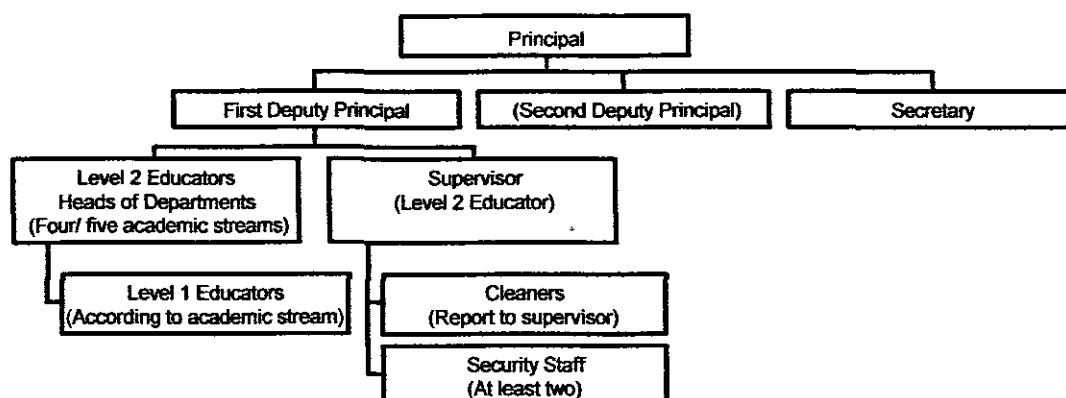 Principal
First Deputy Principal
(Second Deputy Principal)
Secretary
Level 2 Educators
Heads of Departments
(Four/ five academic streams)
Supervisor
(Level 2 Educator)
Level 1 Educators
(According to academic stream)
Cleaners
(Report to supervisor)
Security Staff
(At least two)